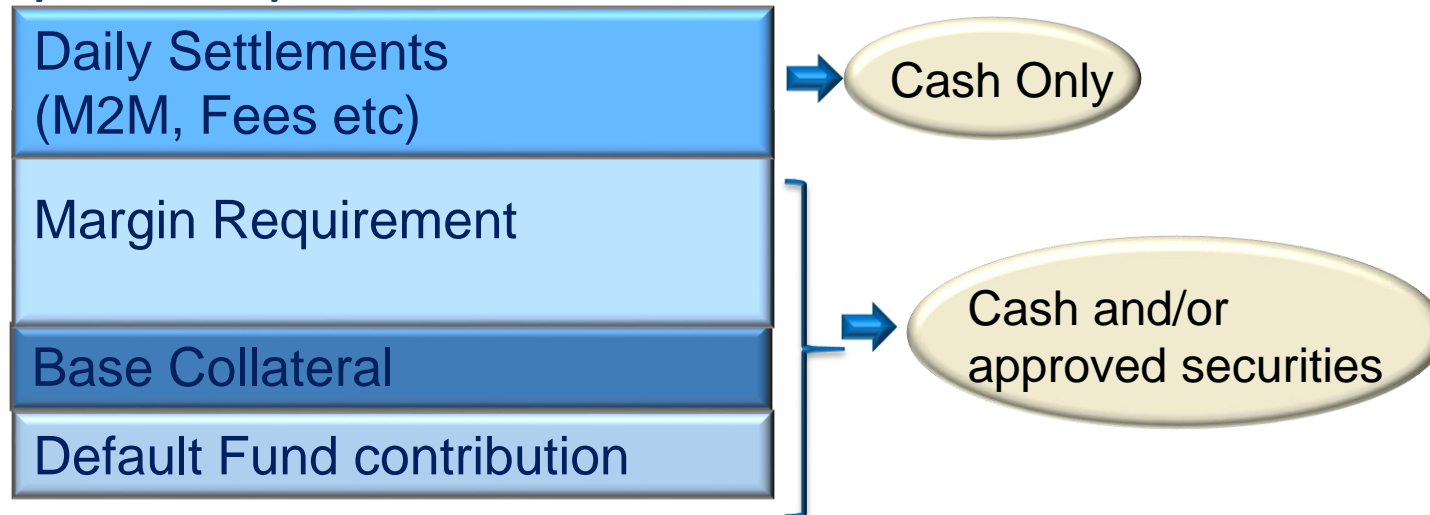 Daily Settlements
(M2M, Fees etc)
Cash Only
Margin Requirement
Cash and/or
approved securities
Base Collateral
Default Fund contribution